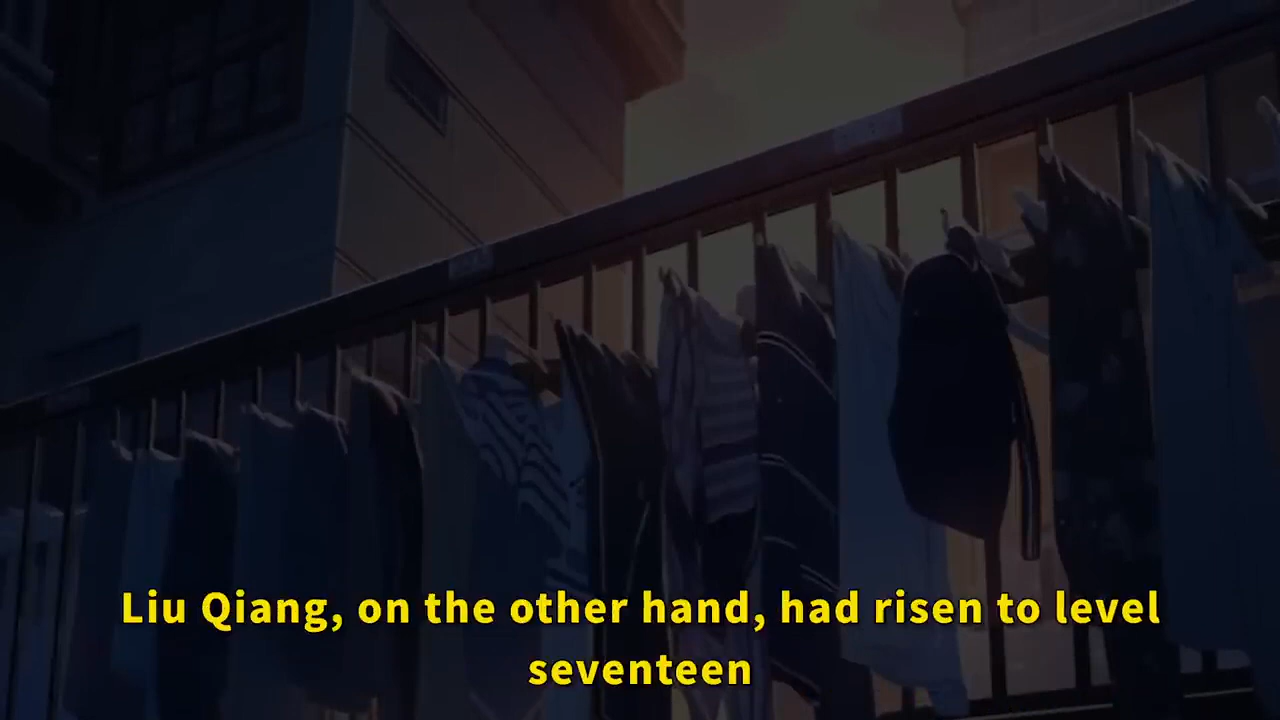 Liu Qiang, on the other hand, had risen to level
seventeen